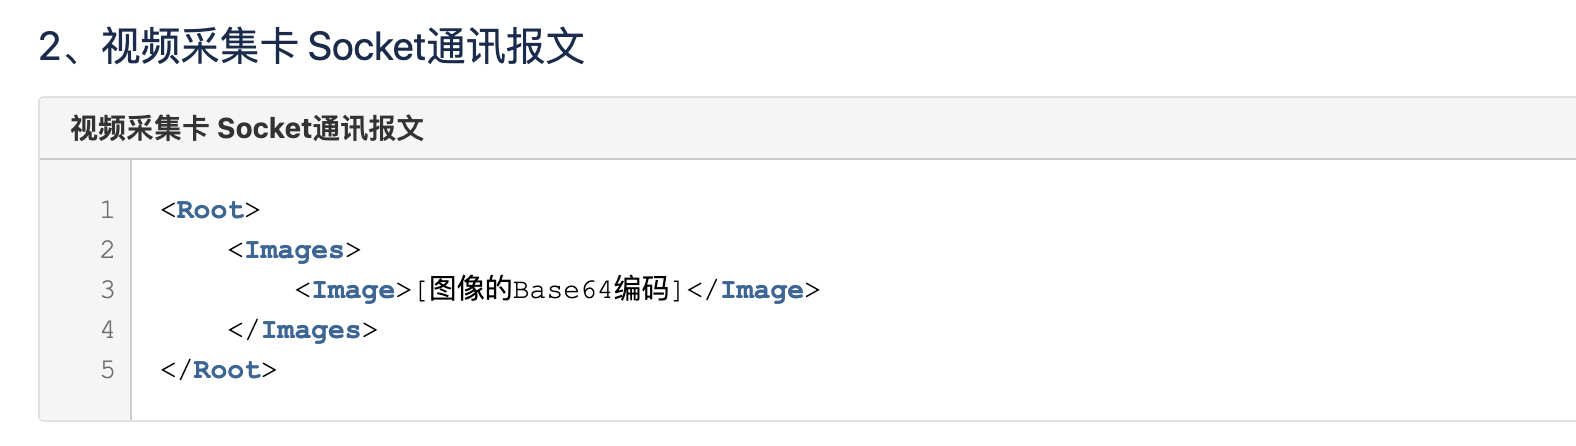 2、视频采集卡 Socket通讯报文
视频采集卡 Socket通讯报文
1 <Root>
2     <Images>
3         <Image>[图像的Base64编码]</Image>
4     </Images>
5 </Root>